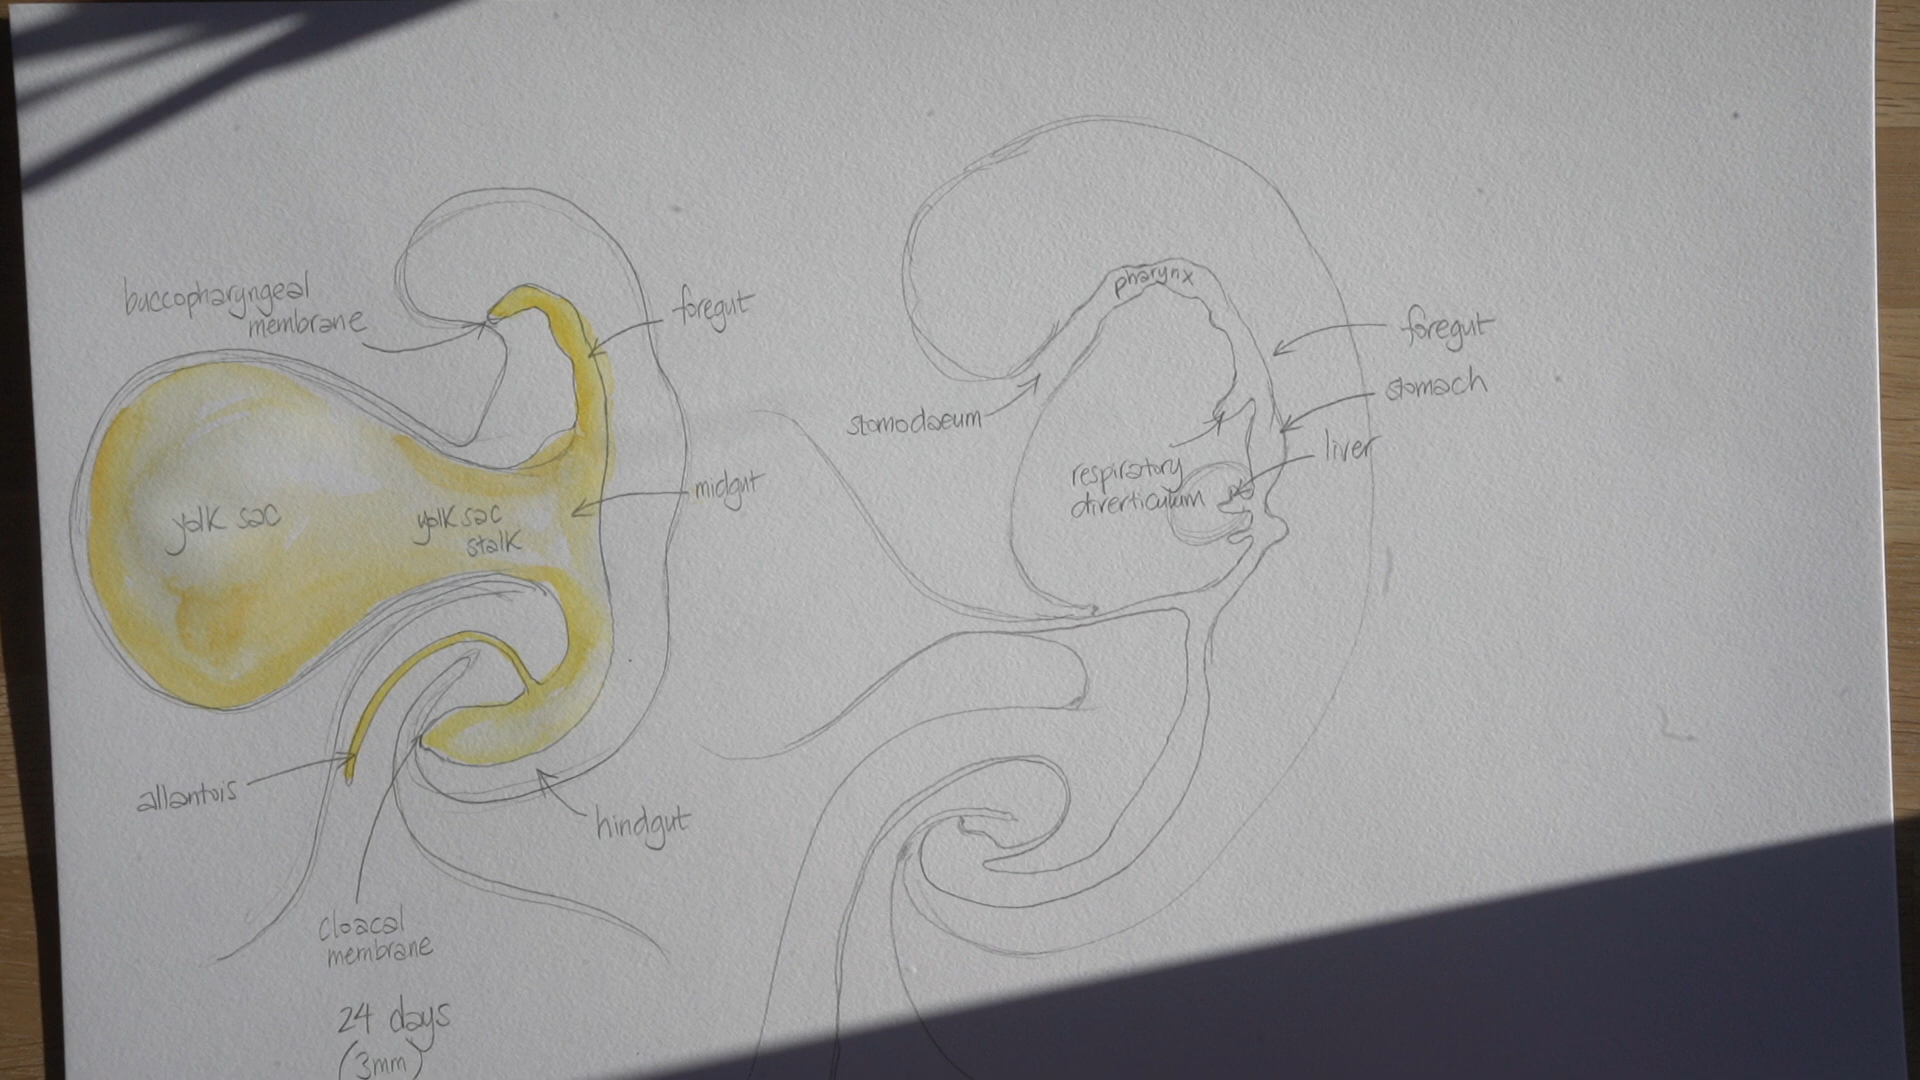 buccopharyngeal
membrane
foregut
yolk sac
yolk sac
stalk
midgut
allantois
hindgut
cloacal
membrane
24 days
(3mm)
pharynx
foregut
stomach
stomodaeum
liver
respiratory
diverticulum